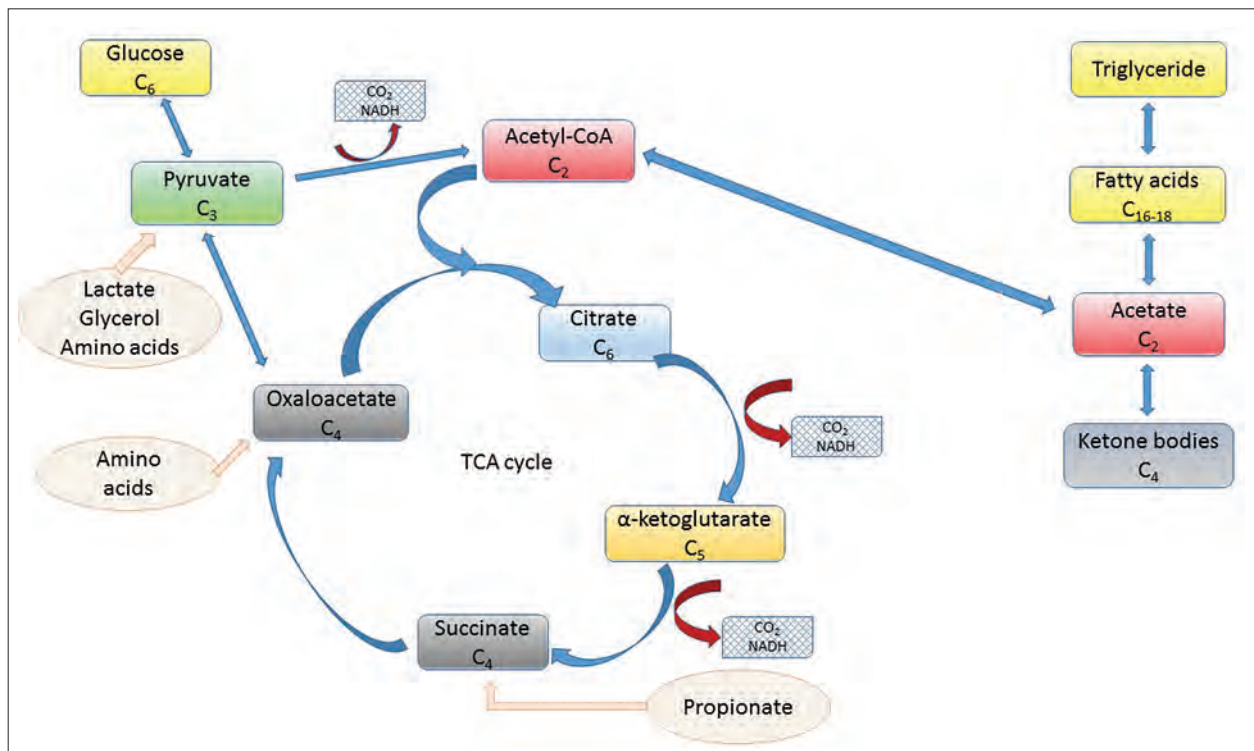 Glucose
C₆
CO₂
NADH
Acetyl-CoA
C₂
Triglyceride
Pyruvate
C₃
Fatty acids
C₁₆₋₁₈
Lactate
Glycerol
Amino acids
Citrate
C₆
Acetate
C₂
Oxaloacetate
C₄
CO₂
NADH
Ketone bodies
C₄
Amino
acids
TCA cycle
α-ketoglutarate
C₅
Succinate
C₄
CO₂
NADH
Propionate